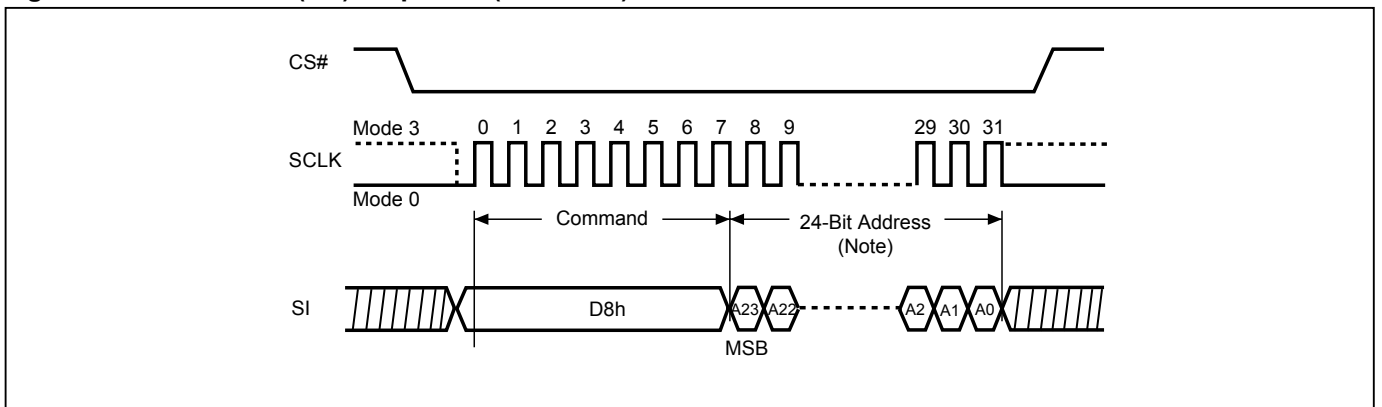 CS#
Mode 3
0 1 2 3 4 5 6 7 8 9 29 30 31
SCLK
Mode 0
Command
24-Bit Address
(Note)
SI
D8h
A23 A22 A2 A1 A0
MSB